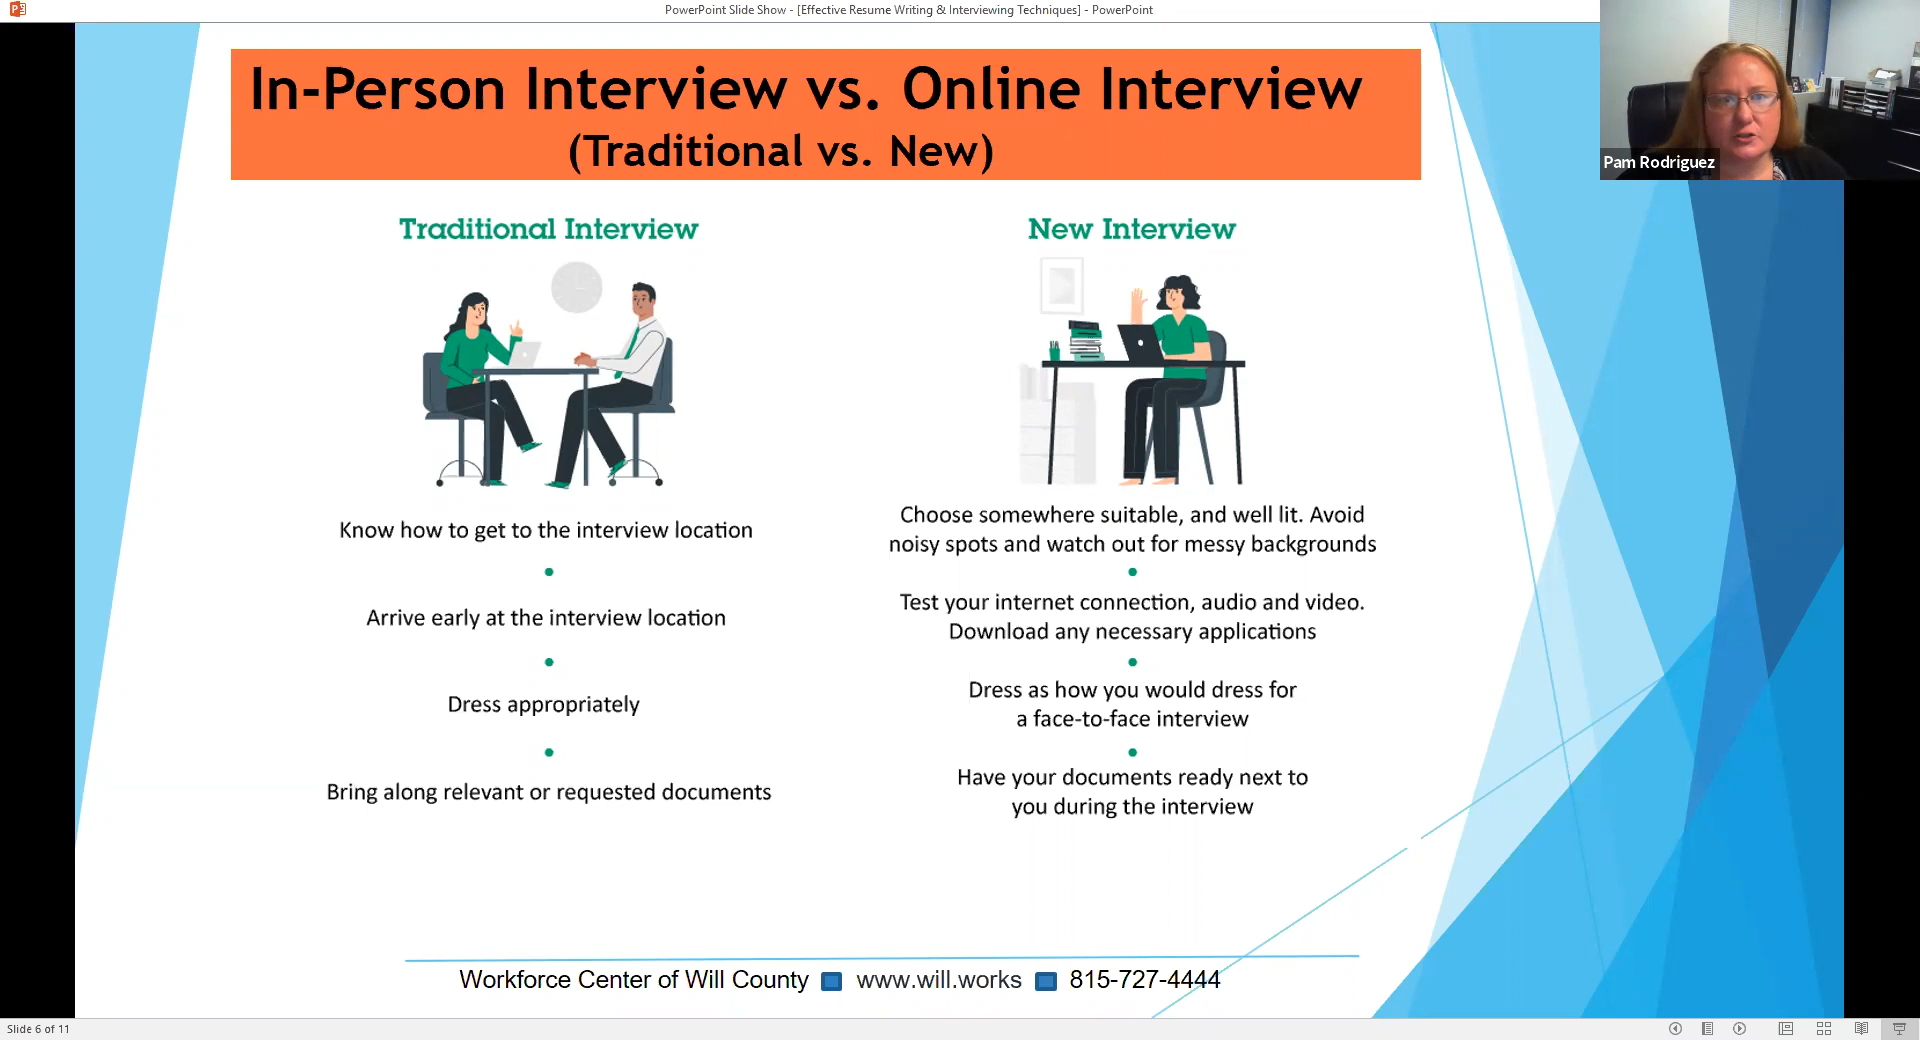 PowerPoint Slide Show - [Effective Resume Writing & Interviewing Techniques] - PowerPoint
In-Person Interview vs. Online Interview
(Traditional vs. New)
Pam Rodriguez
Traditional Interview
Know how to get to the interview location
Arrive early at the interview location
Dress appropriately
Bring along relevant or requested documents
New Interview
Choose somewhere suitable, and well lit. Avoid
noisy spots and watch out for messy backgrounds
Test your internet connection, audio and video.
Download any necessary applications
Dress as how you would dress for
a face-to-face interview
Have your documents ready next to
you during the interview
Workforce Center of Will County www.will.works 815-727-4444
Slide 6 of 11